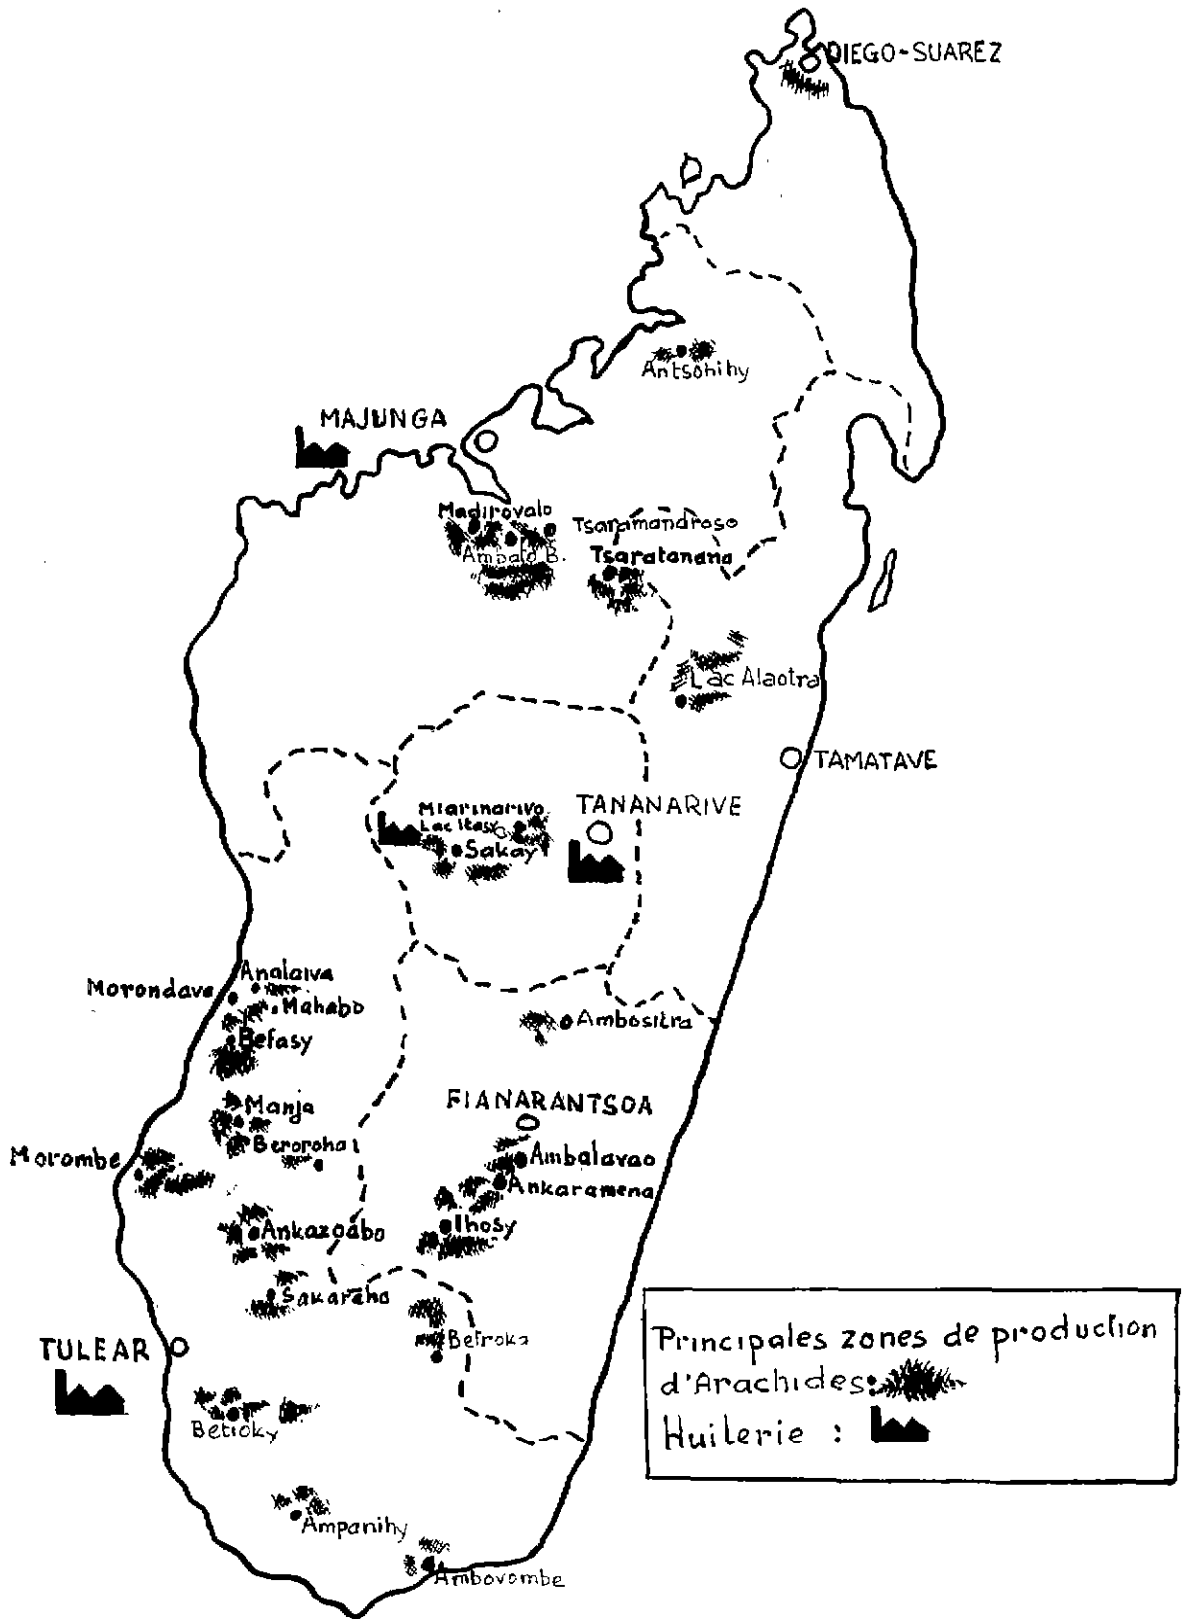 DIEGO-SUAREZ
Antsohihy
MAJUNGA
Madirovalo
Tsaramandroso
Ambato B.
Tsaratanana
Lac Alaotra
TAMATAVE
Miarinarivo
TANANARIVE
Lac Itasy
Sakay
Analaiva
Morondava
Mahabo
Befasy
Ambositra
Manja
FIANARANTSOA
Beroroha
Morombe
Ambalavao
Ankaramena
Ankazoabo
Ihosy
Sakaraha
Betroka
TULEAR
Betioky
Ampanihy
Ambovombe
Principales zones de production
d'Arachides:
Huilerie :